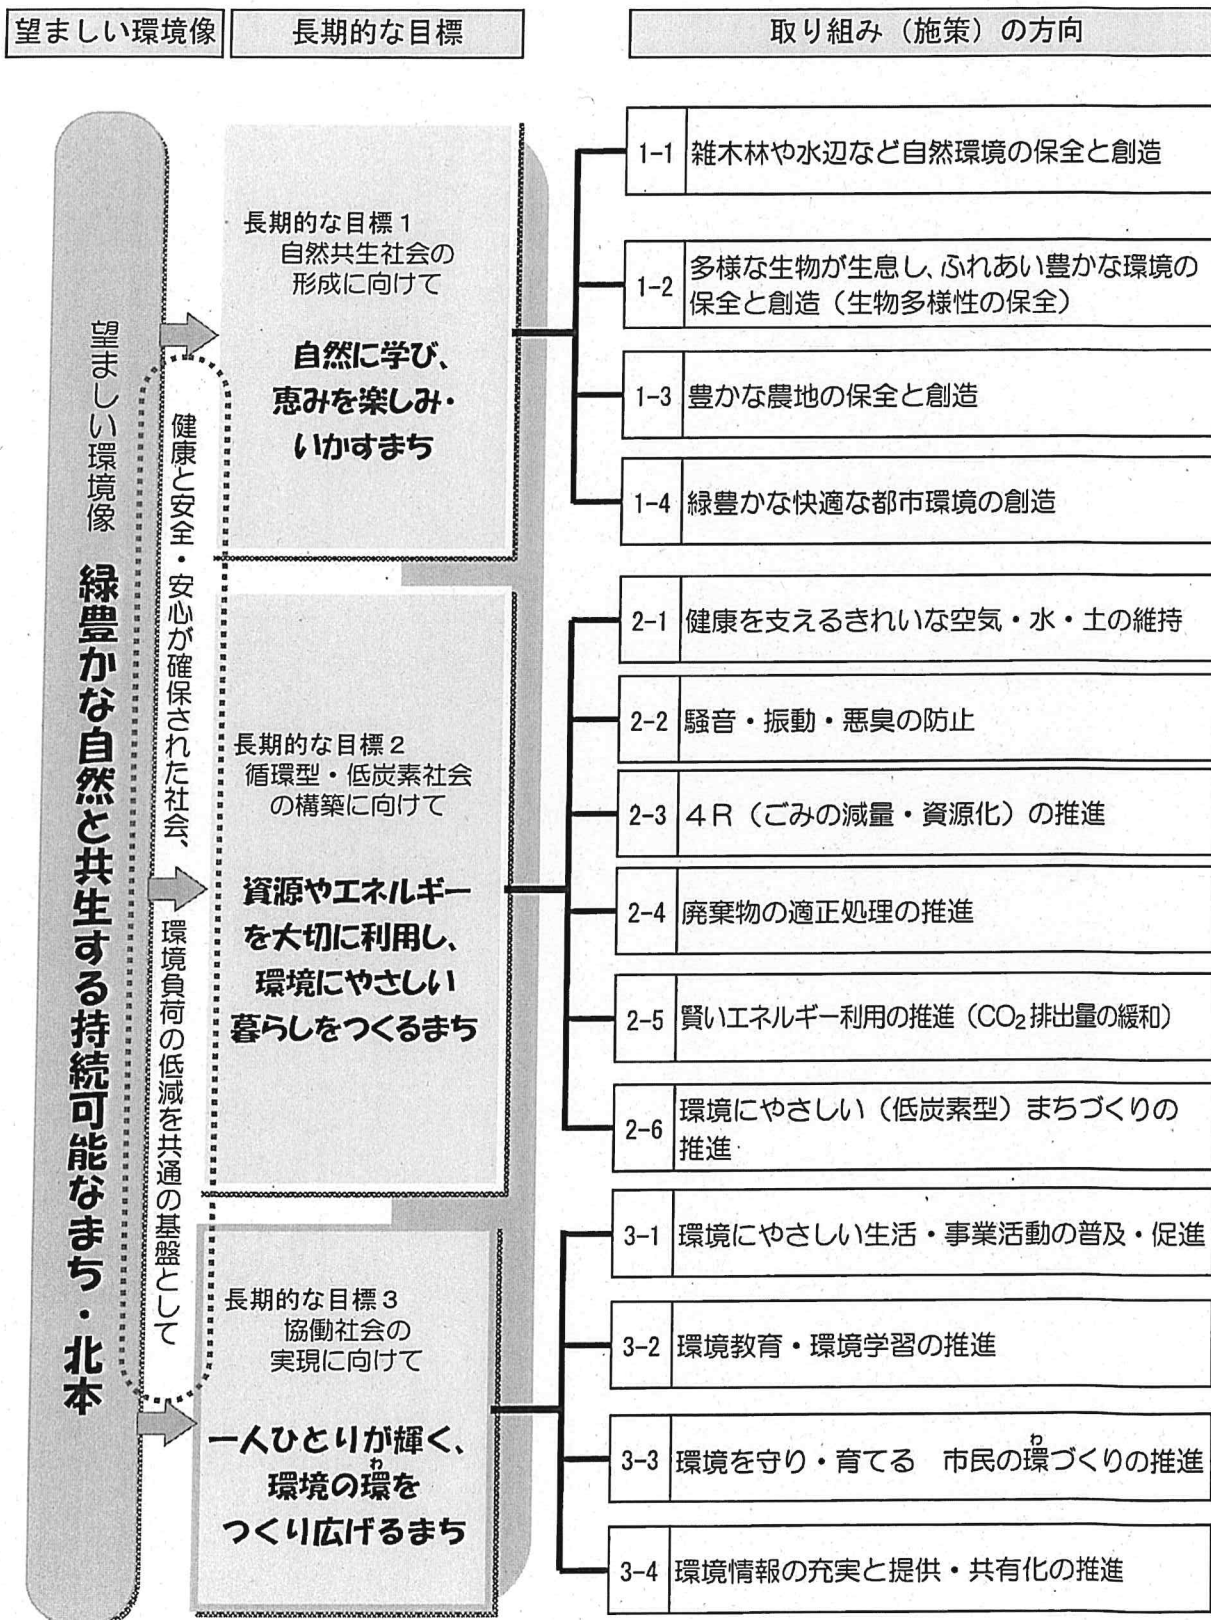 望ましい環境像
長期的な目標
取り組み（施策）の方向
望ましい環境像　緑豊かな自然と共生する持続可能なまち・北本
健康と安全・安心が確保された社会、環境負荷の低減を共通の基盤として
長期的な目標１
自然共生社会の
形成に向けて
自然に学び、
恵みを楽しみ・
いかすまち
1-1 雑木林や水辺など自然環境の保全と創造
1-2 多様な生物が生息し、ふれあい豊かな環境の
保全と創造（生物多様性の保全）
1-3 豊かな農地の保全と創造
1-4 緑豊かな快適な都市環境の創造
長期的な目標２
循環型・低炭素社会
の構築に向けて
資源やエネルギー
を大切に利用し、
環境にやさしい
暮らしをつくるまち
2-1 健康を支えるきれいな空気・水・土の維持
2-2 騒音・振動・悪臭の防止
2-3 ４Ｒ（ごみの減量・資源化）の推進
2-4 廃棄物の適正処理の推進
2-5 賢いエネルギー利用の推進（CO₂排出量の緩和）
2-6 環境にやさしい（低炭素型）まちづくりの
推進
長期的な目標３
協働社会の
実現に向けて
一人ひとりが輝く、
わ
環境の環を
つくり広げるまち
3-1 環境にやさしい生活・事業活動の普及・促進
3-2 環境教育・環境学習の推進
わ
3-3 環境を守り・育てる　市民の環づくりの推進
3-4 環境情報の充実と提供・共有化の推進